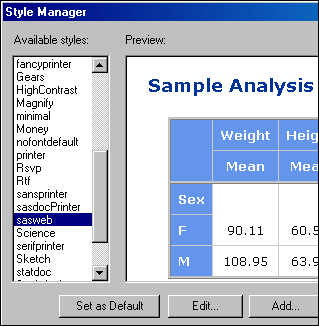 Style Manager
Available styles:
Preview:
fancyprinter
Gears
HighContrast
Magnify
minimal
Money
nofontdefault
printer
Rsvp
Rtf
sansprinter
sasdocPrinter
sasweb
Science
serifprinter
Sketch
statdoc
Sample Analysis
Weight Heig
Mean Mea
Sex
F 90.11 60.5
M 108.95 63.9
Set as Default Edit... Add...